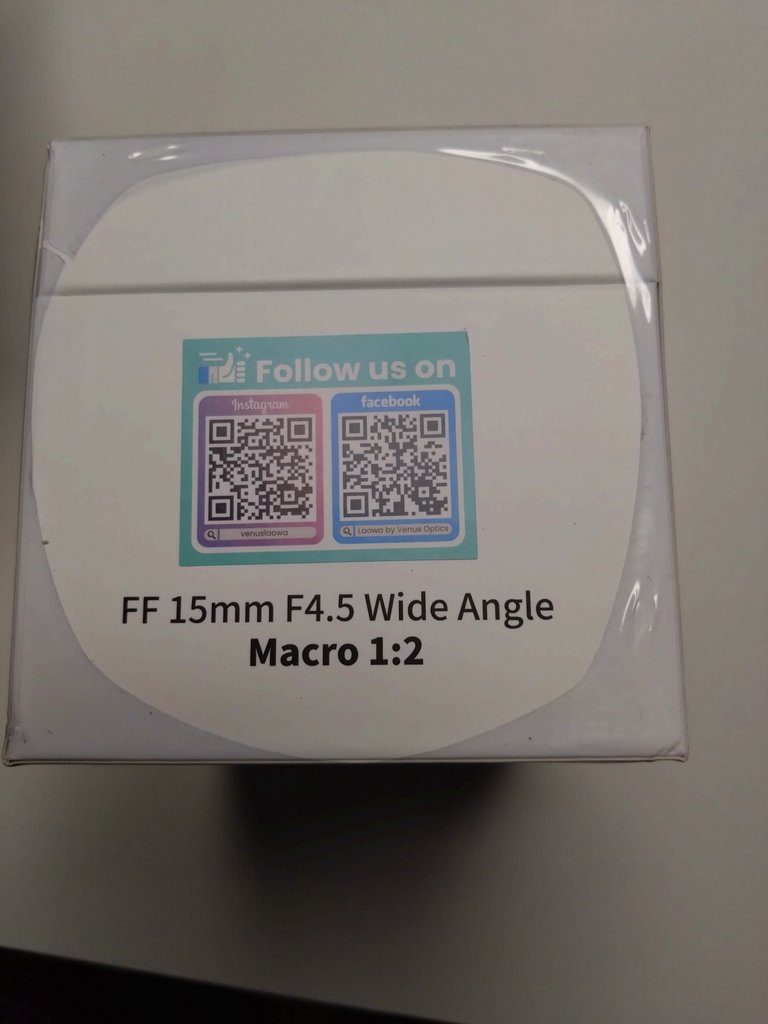 Follow us on
Instagram
facebook
venuslaowa
Laowa by Venus Optics
FF 15mm F4.5 Wide Angle
Macro 1:2